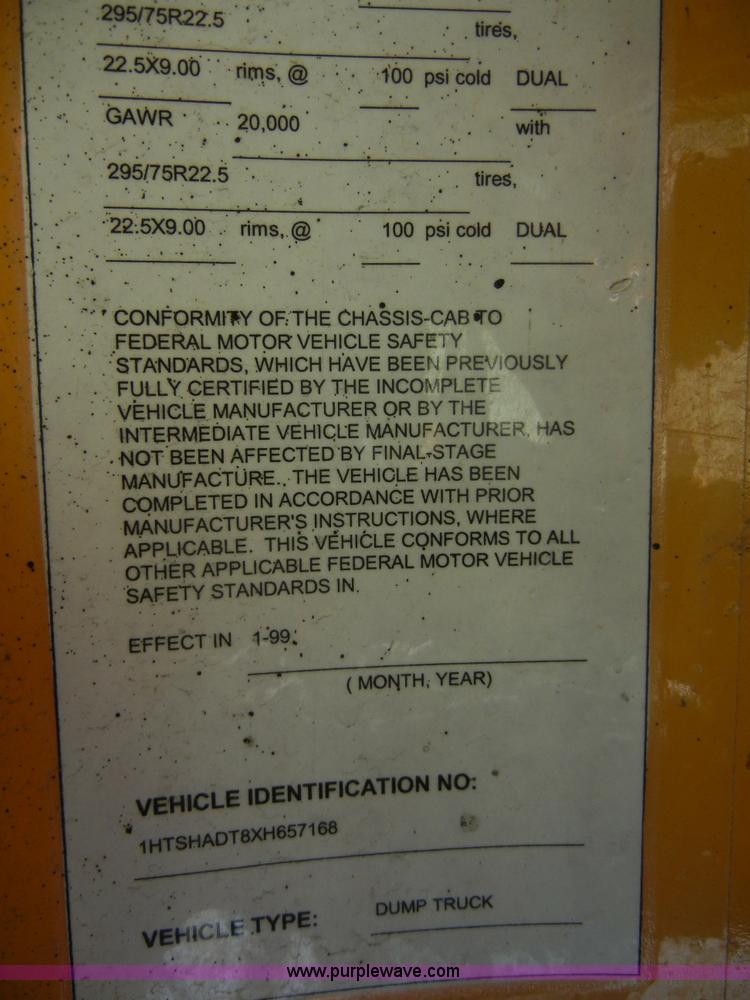 295/75R22.5 tires,
22.5X9.00 rims, @ 100 psi cold DUAL
GAWR 20,000 with
295/75R22.5 tires,
22.5X9.00 rims, @ 100 psi cold DUAL
CONFORMITY OF THE CHASSIS-CAB TO
FEDERAL MOTOR VEHICLE SAFETY
STANDARDS, WHICH HAVE BEEN PREVIOUSLY
FULLY CERTIFIED BY THE INCOMPLETE
VEHICLE MANUFACTURER OR BY THE
INTERMEDIATE VEHICLE MANUFACTURER, HAS
NOT BEEN AFFECTED BY FINAL-STAGE
MANUFACTURE. THE VEHICLE HAS BEEN
COMPLETED IN ACCORDANCE WITH PRIOR
MANUFACTURER'S INSTRUCTIONS, WHERE
APPLICABLE. THIS VEHICLE CONFORMS TO ALL
OTHER APPLICABLE FEDERAL MOTOR VEHICLE
SAFETY STANDARDS IN.
EFFECT IN 1-99
( MONTH, YEAR)
VEHICLE IDENTIFICATION NO:
1HTSHADT8XH657168
VEHICLE TYPE: DUMP TRUCK
www.purplewave.com